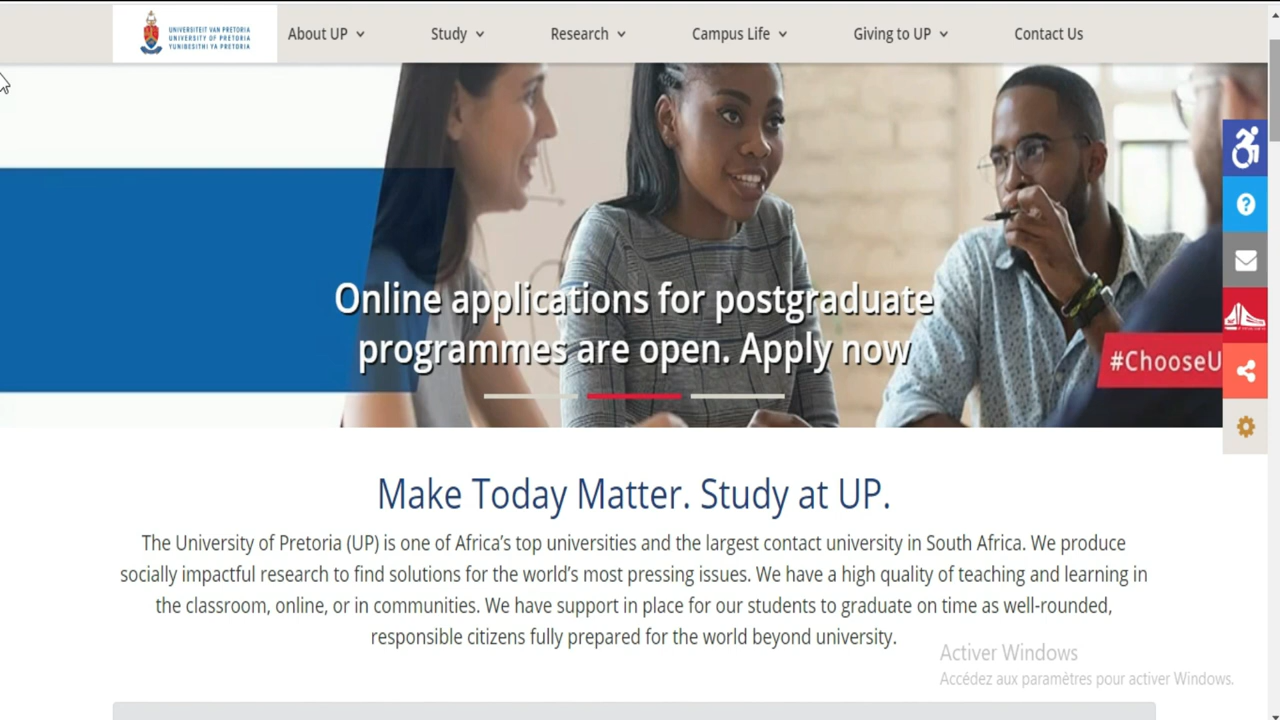 UNIVERSITEIT VAN PRETORIA
UNIVERSITY OF PRETORIA
YUNIBESITHI YA PRETORIA
About UP
Study
Research
Campus Life
Giving to UP
Contact Us
Online applications for postgraduate
programmes are open. Apply now
#ChooseU
Make Today Matter. Study at UP.
The University of Pretoria (UP) is one of Africa’s top universities and the largest contact university in South Africa. We produce
socially impactful research to find solutions for the world’s most pressing issues. We have a high quality of teaching and learning in
the classroom, online, or in communities. We have support in place for our students to graduate on time as well-rounded,
responsible citizens fully prepared for the world beyond university.
Activer Windows
Accédez aux paramètres pour activer Windows.